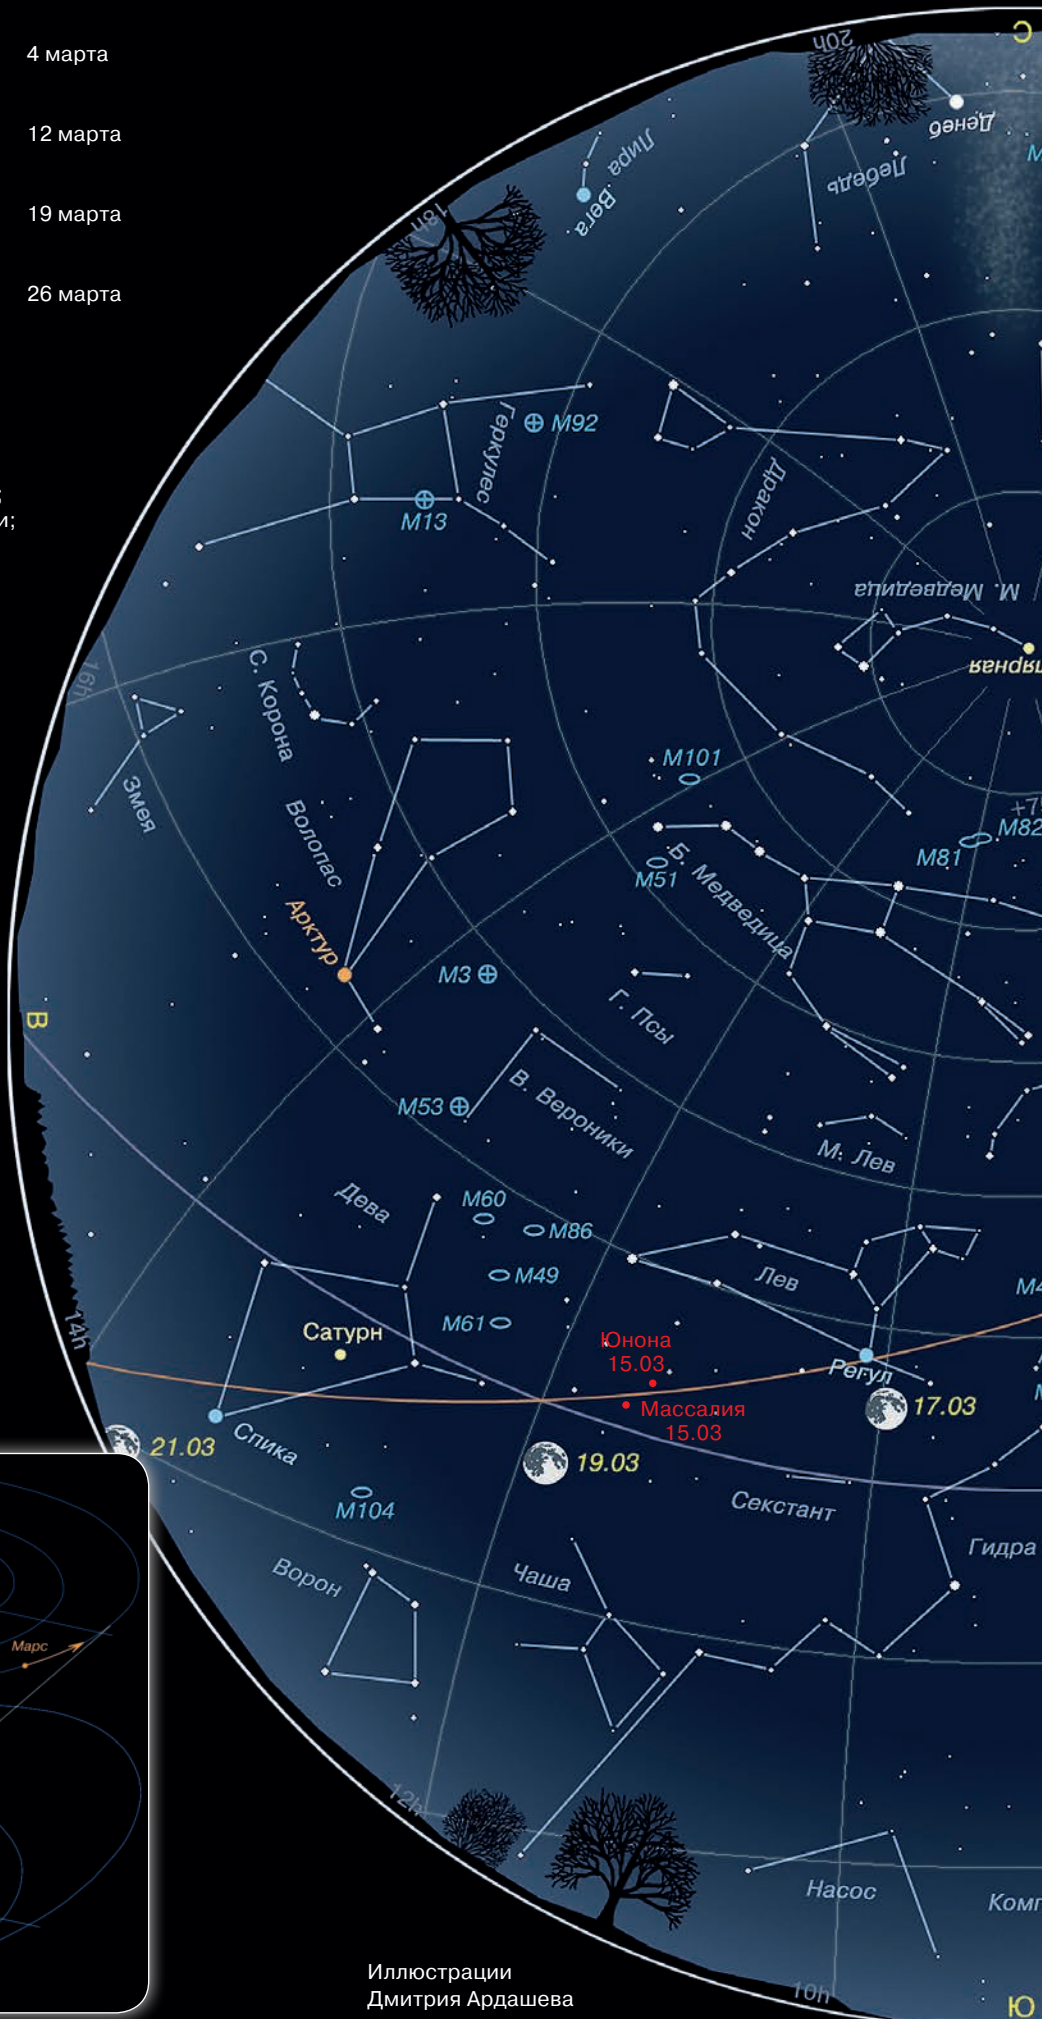 4 марта
12 марта
19 марта
26 марта
и;
С
20h
Денеб
Лебедь
Лира
Вега
18h
Геркулес
M92
M13
Дракон
М. Медведица
16h
С. Корона
Змея
Волопас
Арктур
M101
+7
M82
M81
M51
Б. Медведица
M3
Г. Псы
В
M53
В. Вероники
М. Лев
Дева
M60
M86
M49
M61
Лев
M4
14h
Сатурн
Юнона
15.03
Массалия
15.03
Регул
17.03
21.03
Спика
19.03
M104
Секстант
Гидра
Ворон
Чаша
Марс
12h
Насос
Комп
10h
Ю
Иллюстрации
Дмитрия Ардашева